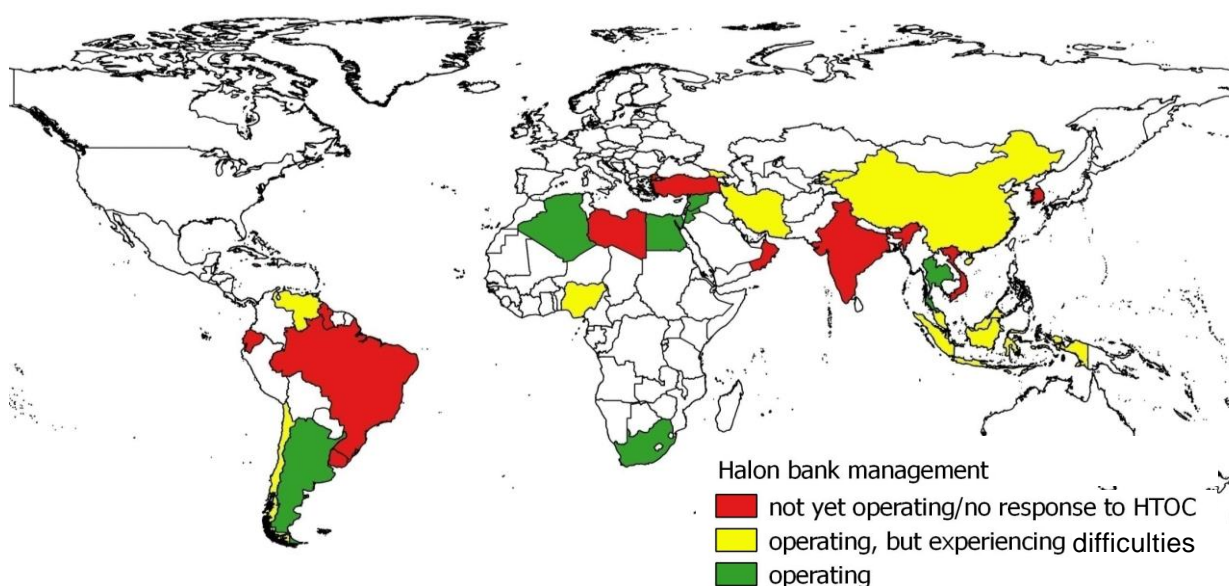 Halon bank management
not yet operating/no response to HTOC
operating, but experiencing difficulties
operating